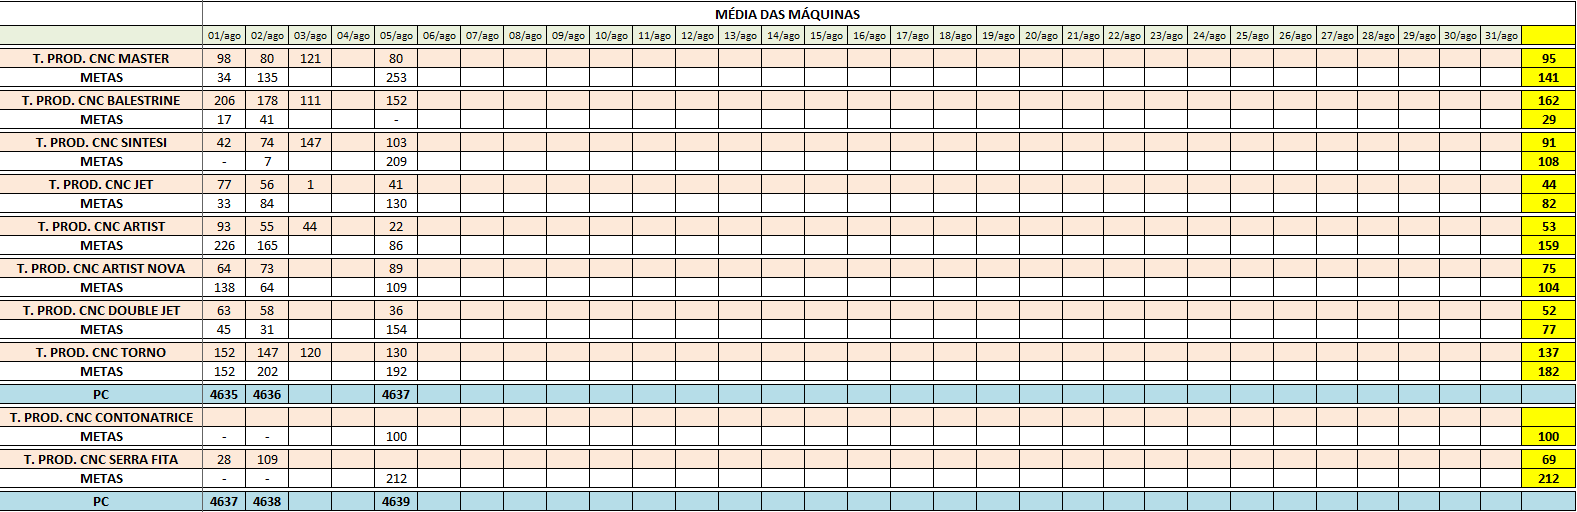 MÉDIA DAS MÁQUINAS
01/ago 02/ago 03/ago 04/ago 05/ago 06/ago 07/ago 08/ago 09/ago 10/ago 11/ago 12/ago 13/ago 14/ago 15/ago 16/ago 17/ago 18/ago 19/ago 20/ago 21/ago 22/ago 23/ago 24/ago 25/ago 26/ago 27/ago 28/ago 29/ago 30/ago 31/ago
T. PROD. CNC MASTER 98 80 121 80 95
METAS 34 135 253 141
T. PROD. CNC BALESTRINE 206 178 111 152 162
METAS 17 41 - 29
T. PROD. CNC SINTESI 42 74 147 103 91
METAS - 7 209 108
T. PROD. CNC JET 77 56 1 41 44
METAS 33 84 130 82
T. PROD. CNC ARTIST 93 55 44 22 53
METAS 226 165 86 159
T. PROD. CNC ARTIST NOVA 64 73 89 75
METAS 138 64 109 104
T. PROD. CNC DOUBLE JET 63 58 36 52
METAS 45 31 154 77
T. PROD. CNC TORNO 152 147 120 130 137
METAS 152 202 192 182
PC 4635 4636 4637
T. PROD. CNC CONTONATRICE
METAS - - 100 100
T. PROD. CNC SERRA FITA 28 109 69
METAS - - 212 212
PC 4637 4638 4639